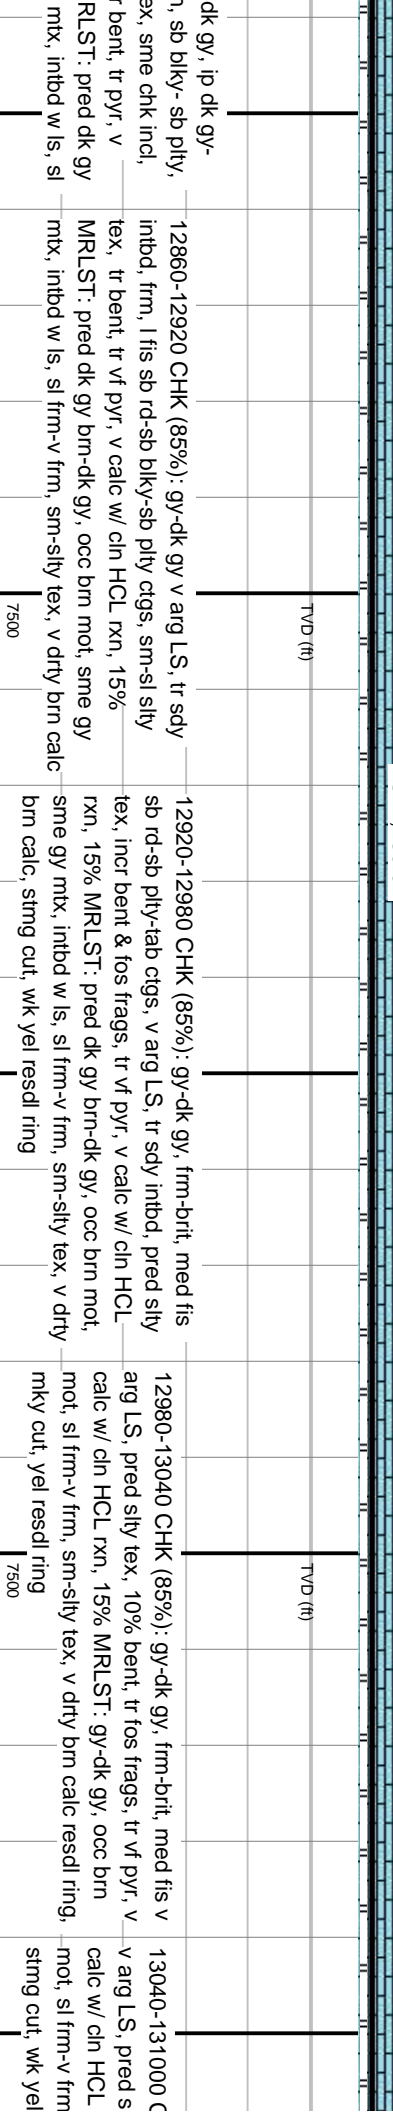 dk gy, ip dk gy-
, sb blky- sb plty,
ex, sme chk incl,
r bent, tr pyr, v
RLST: pred dk gy
mtx, intbd w ls, sl
12860-12920 CHK (85%): gy-dk gy v arg LS, tr sdy
intbd, frm, I fis sb rd-sb blky-sb plty ctgs, sm-sl slty
tex, tr bent, tr vf pyr, v calc w/ cln HCL rxn, 15%
MRLST: pred dk gy brn-dk gy, occ brn mot, sme gy
mtx, intbd w ls, sl frm-v frm, sm-slty tex, v drty brn calc
TVD (ft)
7500
12920-12980 CHK (85%): gy-dk gy, frm-brit, med fis
sb rd-sb plty-tab ctgs, v arg LS, tr sdy intbd, pred slty
tex, incr bent & fos frags, tr vf pyr, v calc w/ cln HCL
rxn, 15% MRLST: pred dk gy brn-dk gy, occ brn mot,
sme gy mtx, intbd w ls, sl frm-v frm, sm-slty tex, v drty
brn calc, stmg cut, wk yel resdl ring
12980-13040 CHK (85%): gy-dk gy, frm-brit, med fis v
arg LS, pred slty tex, 10% bent, tr fos frags, tr vf pyr, v
calc w/ cln HCL rxn, 15% MRLST: gy-dk gy, occ brn
mot, sl frm-v frm, sm-slty tex, v drty brn calc resdl ring,
mky cut, yel resdl ring
TVD (ft)
7500
13040-131000 C
v arg LS, pred s
calc w/ cln HCL
mot, sl frm-v frm
stmg cut, wk yel